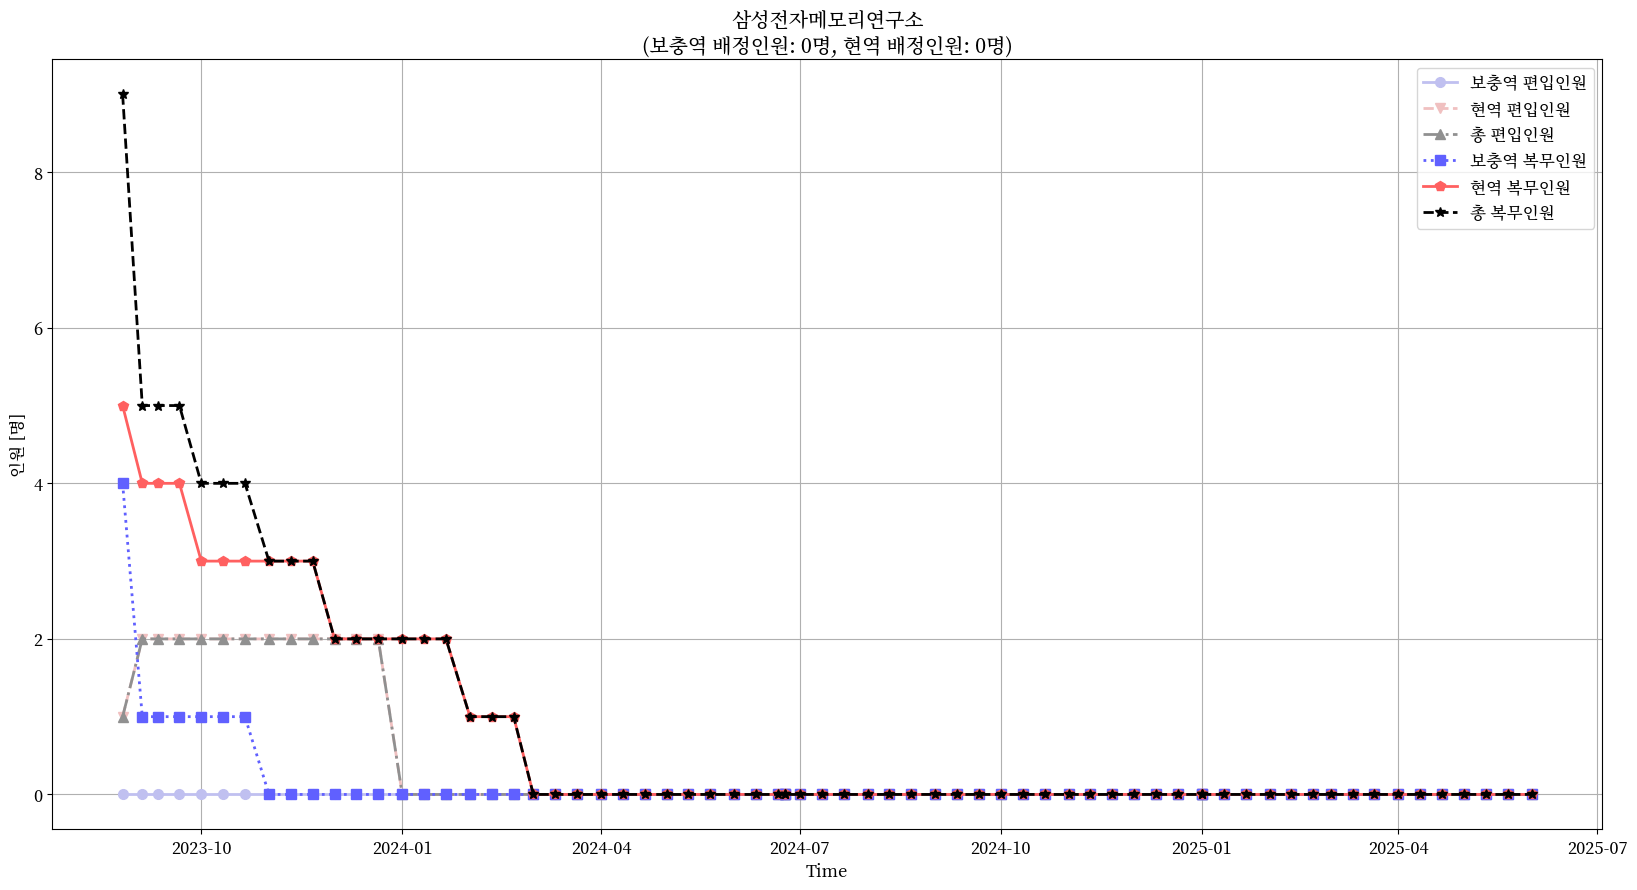 삼성전자메모리연구소
(보충역 배정인원: 0명, 현역 배정인원: 0명)
보충역 편입인원
현역 편입인원
총 편입인원
보충역 복무인원
현역 복무인원
총 복무인원
인원 [명]
8
6
4
2
0
2023-10 2024-01 2024-04 2024-07 2024-10 2025-01 2025-04 2025-07
Time